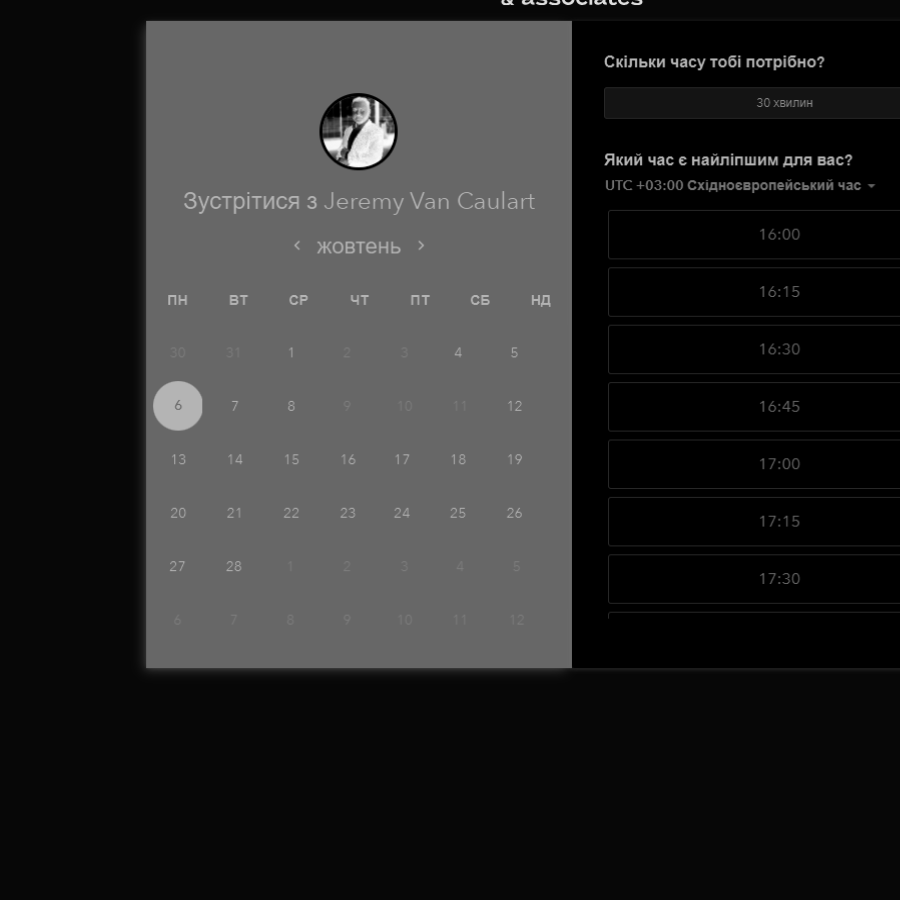 & associates
Зустрітися з Jeremy Van Caulart
жовтень
ПН ВТ СР ЧТ ПТ СБ НД
30 31 1 2 3 4 5
6 7 8 9 10 11 12
13 14 15 16 17 18 19
20 21 22 23 24 25 26
27 28 1 2 3 4 5
6 7 8 9 10 11 12
Скільки часу тобі потрібно?
30 хвилин
Який час є найліпшим для вас?
UTC +03:00 Східноєвропейський час
16:00
16:15
16:30
16:45
17:00
17:15
17:30